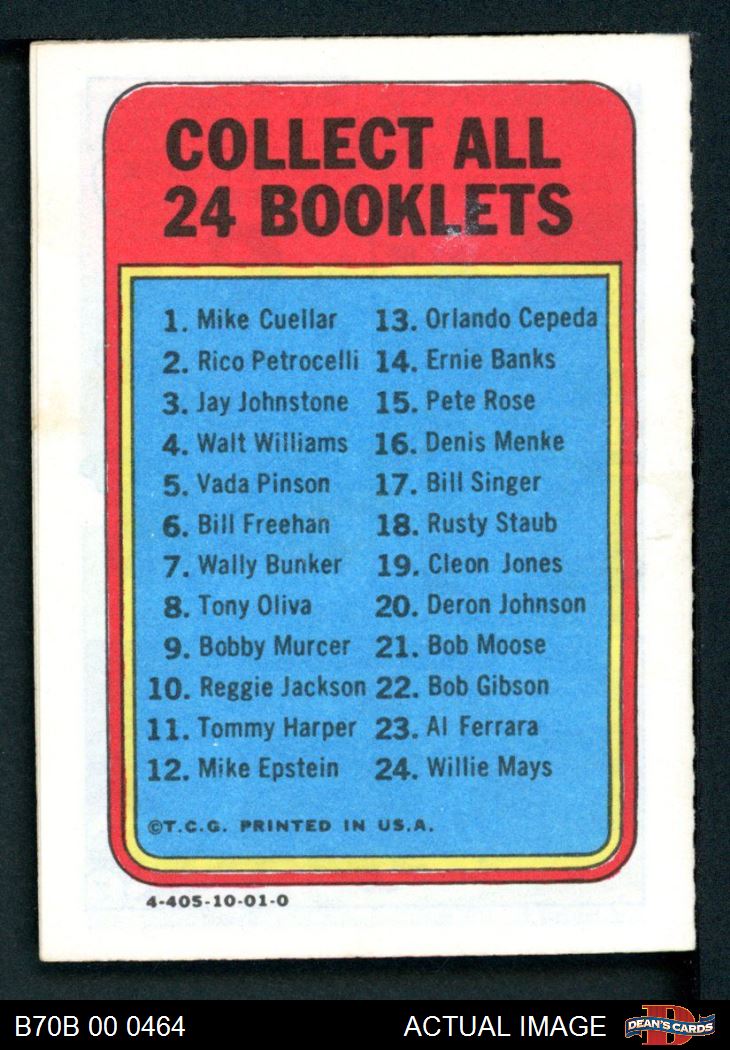 COLLECT ALL
24 BOOKLETS
1. Mike Cuellar
2. Rico Petrocelli
3. Jay Johnstone
4. Walt Williams
5. Vada Pinson
6. Bill Freehan
7. Wally Bunker
8. Tony Oliva
9. Bobby Murcer
10. Reggie Jackson
11. Tommy Harper
12. Mike Epstein
13. Orlando Cepeda
14. Ernie Banks
15. Pete Rose
16. Denis Menke
17. Bill Singer
18. Rusty Staub
19. Cleon Jones
20. Deron Johnson
21. Bob Moose
22. Bob Gibson
23. Al Ferrara
24. Willie Mays
©T.C.G. PRINTED IN U.S.A.
4-405-10-01-0
B70B 00 0464
ACTUAL IMAGE
D
DEAN'S CARDS